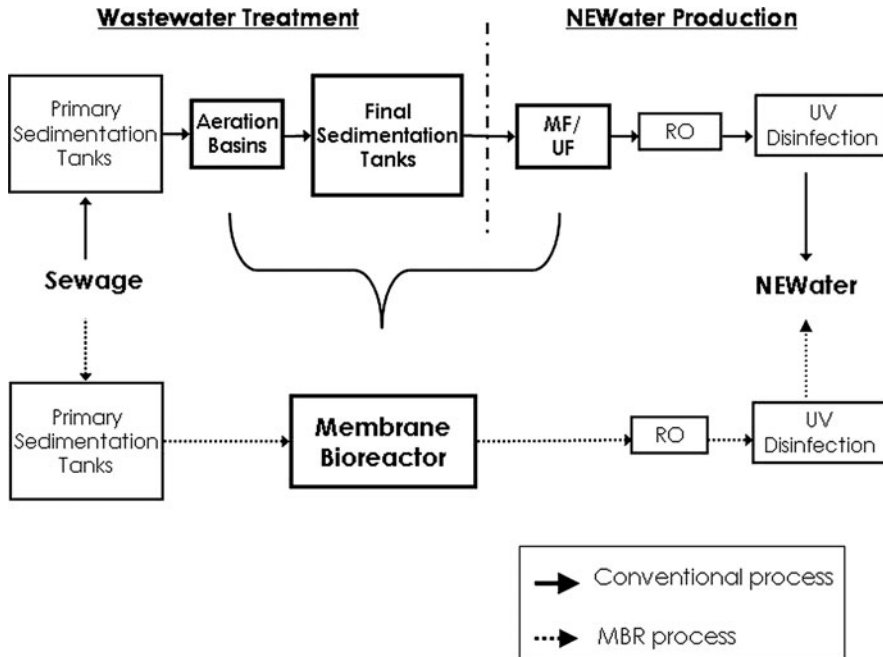 Wastewater Treatment
NEWater Production
Primary
Sedimentation
Tanks
Aeration
Basins
Final
Sedimentation
Tanks
MF/
UF
RO
UV
Disinfection
Sewage
NEWater
Primary
Sedimentation
Tanks
Membrane
Bioreactor
RO
UV
Disinfection
Conventional process
MBR process